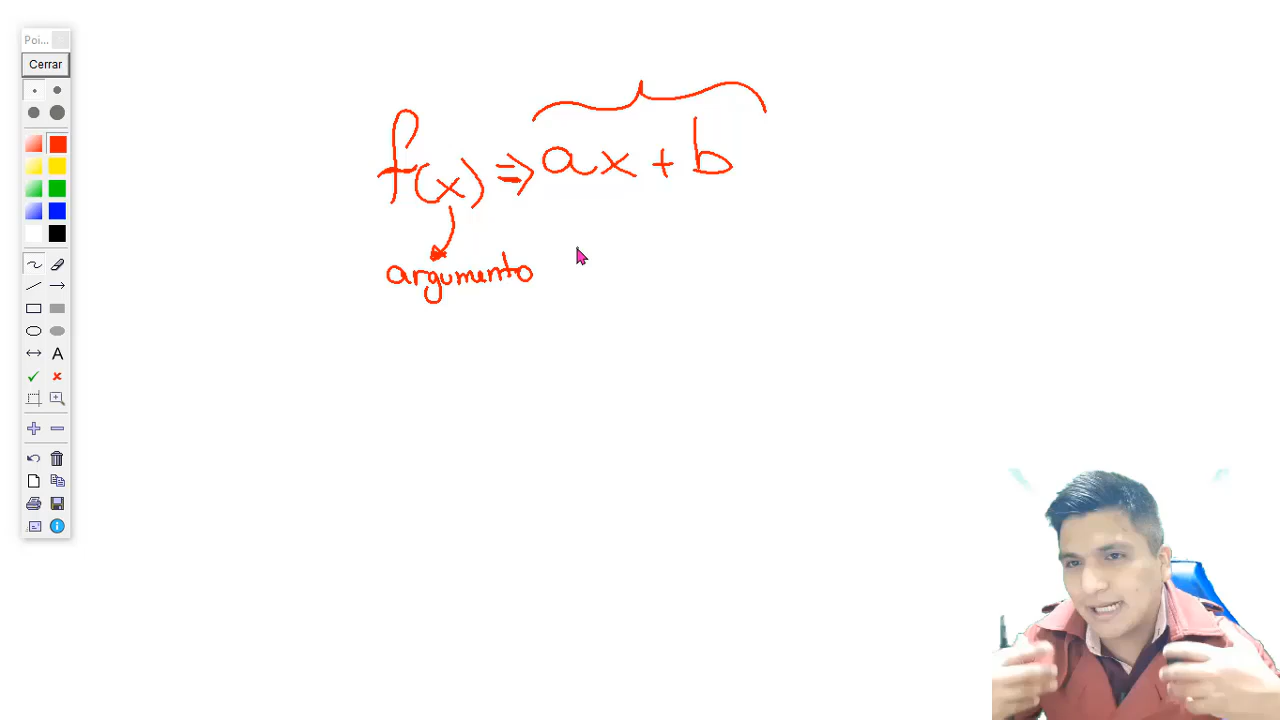 Poi...
Cerrar
f(x) ⇒ ax + b
argumento
A